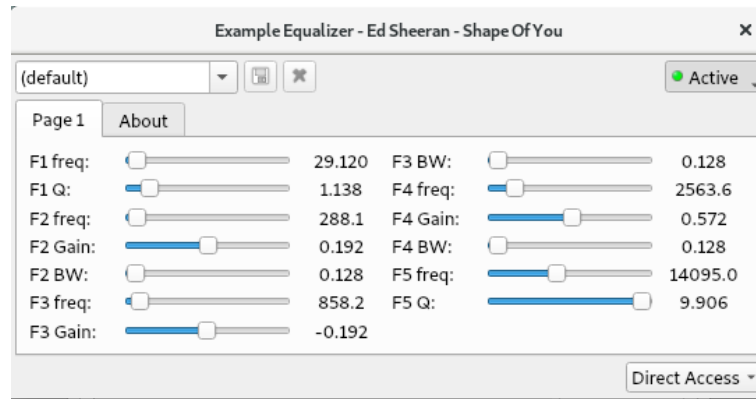 Example Equalizer - Ed Sheeran - Shape Of You
(default)
Active
Page 1 About
F1 freq: 29.120 F3 BW: 0.128
F1 Q: 1.138 F4 freq: 2563.6
F2 freq: 288.1 F4 Gain: 0.572
F2 Gain: 0.192 F4 BW: 0.128
F2 BW: 0.128 F5 freq: 14095.0
F3 freq: 858.2 F5 Q: 9.906
F3 Gain: -0.192
Direct Access